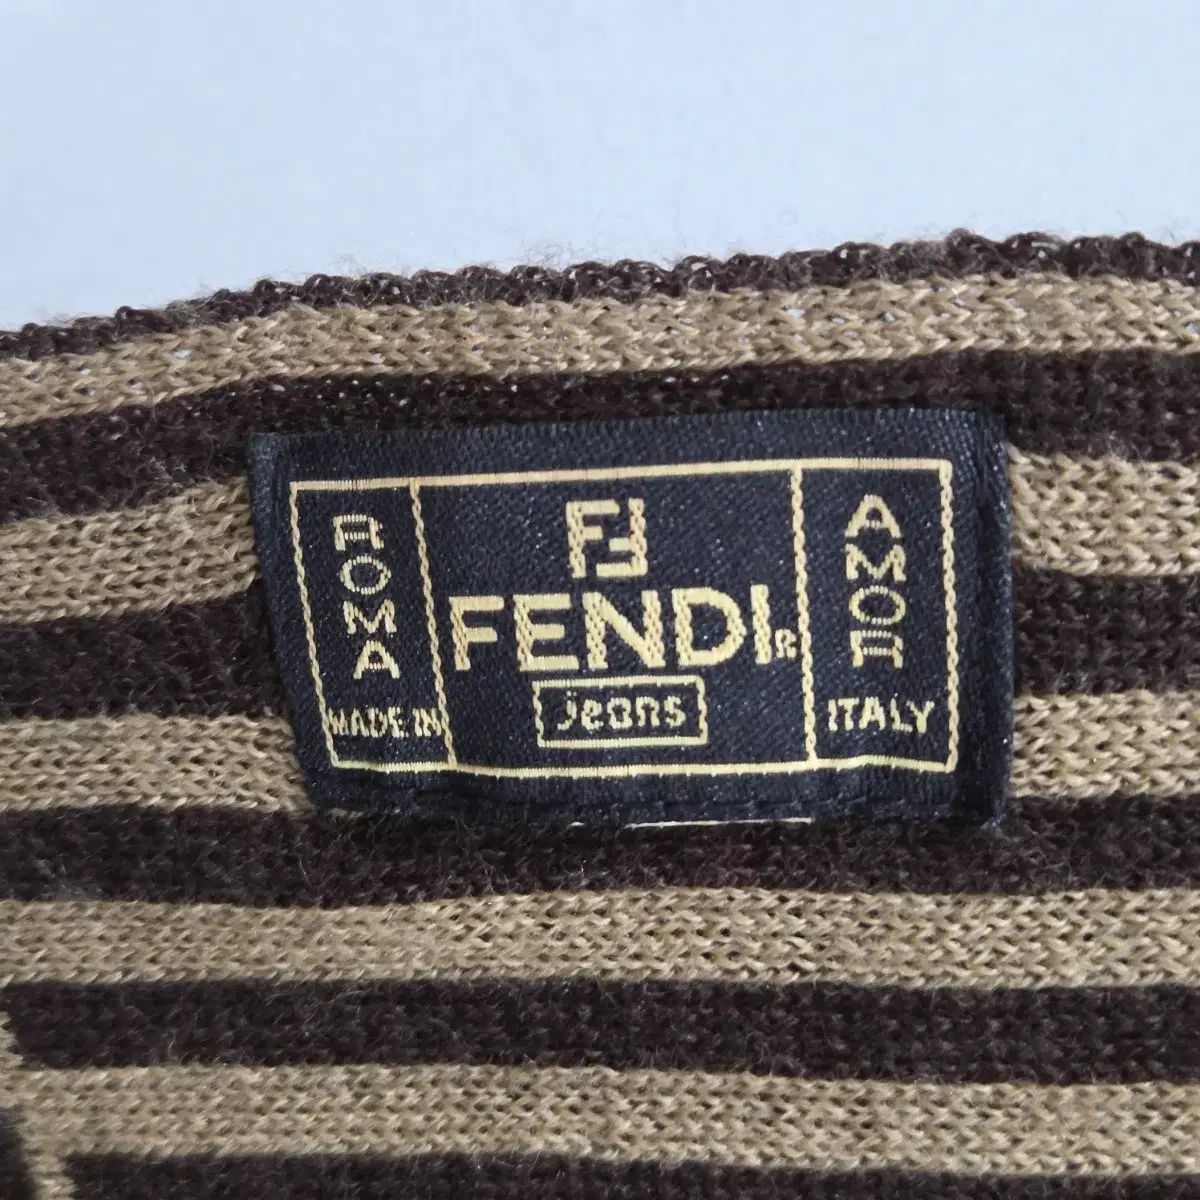 ROMA
MADE IN
FF
FENDI R
Jeans
AMOR
ITALY